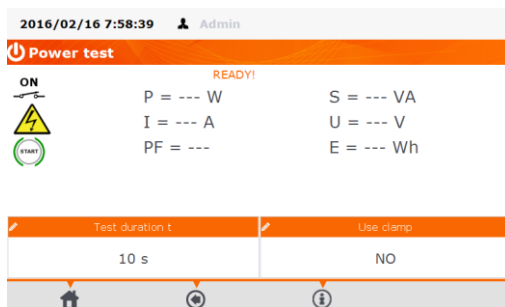 2016/02/16 7:58:39 Admin
Power test
READY!
ON
P = --- W S = --- VA
I = --- A U = --- V
START
PF = --- E = --- Wh
Test duration t Use clamp
10 s NO